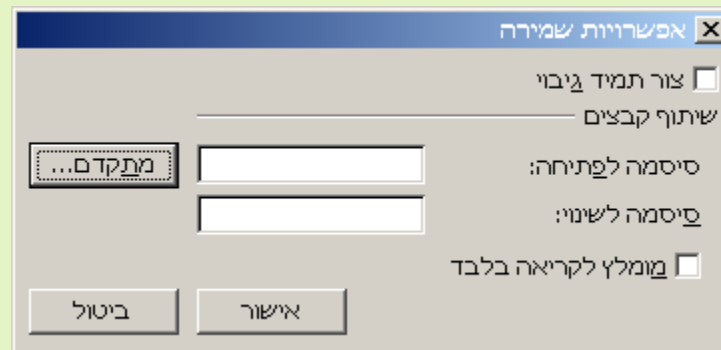 אפשרויות שמירה
צור תמיד גיבוי
שיתוף קבצים
סיסמה לפתיחה:
מתקדם...
סיסמה לשינוי:
מומלץ לקריאה בלבד
אישור
ביטול